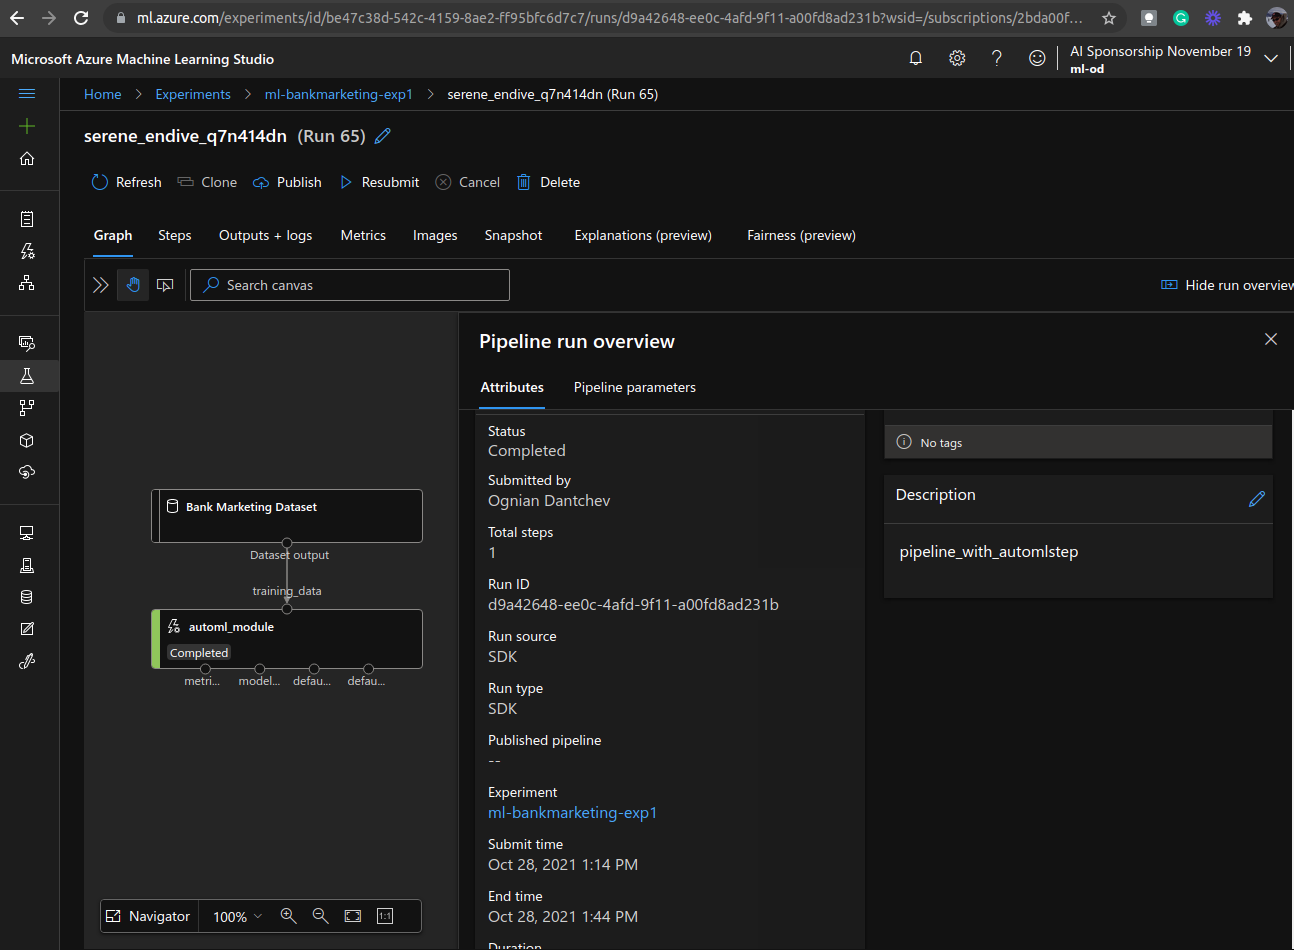 ml.azure.com/experiments/id/be47c38d-542c-4159-8ae2-ff95bfc6d7c7/runs/d9a42648-ee0c-4afd-9f11-a00fd8ad231b?wsid=/subscriptions/2bda00f...
Microsoft Azure Machine Learning Studio
AI Sponsorship November 19
ml-od
Home > Experiments > ml-bankmarketing-exp1 > serene_endive_q7n414dn (Run 65)
serene_endive_q7n414dn (Run 65)
Refresh Clone Publish Resubmit Cancel Delete
Graph Steps Outputs + logs Metrics Images Snapshot Explanations (preview) Fairness (preview)
Search canvas
Hide run overview
Pipeline run overview
Attributes Pipeline parameters
Status
Completed
Submitted by
Ognian Dantchev
Total steps
1
Run ID
d9a42648-ee0c-4afd-9f11-a00fd8ad231b
Run source
SDK
Run type
SDK
Published pipeline
--
Experiment
ml-bankmarketing-exp1
Submit time
Oct 28, 2021 1:14 PM
End time
Oct 28, 2021 1:44 PM
Duration
No tags
Description
pipeline_with_automlstep
Bank Marketing Dataset
Dataset output
training_data
automl_module
Completed
metri... model... defau... defau...
Navigator 100% 1:1